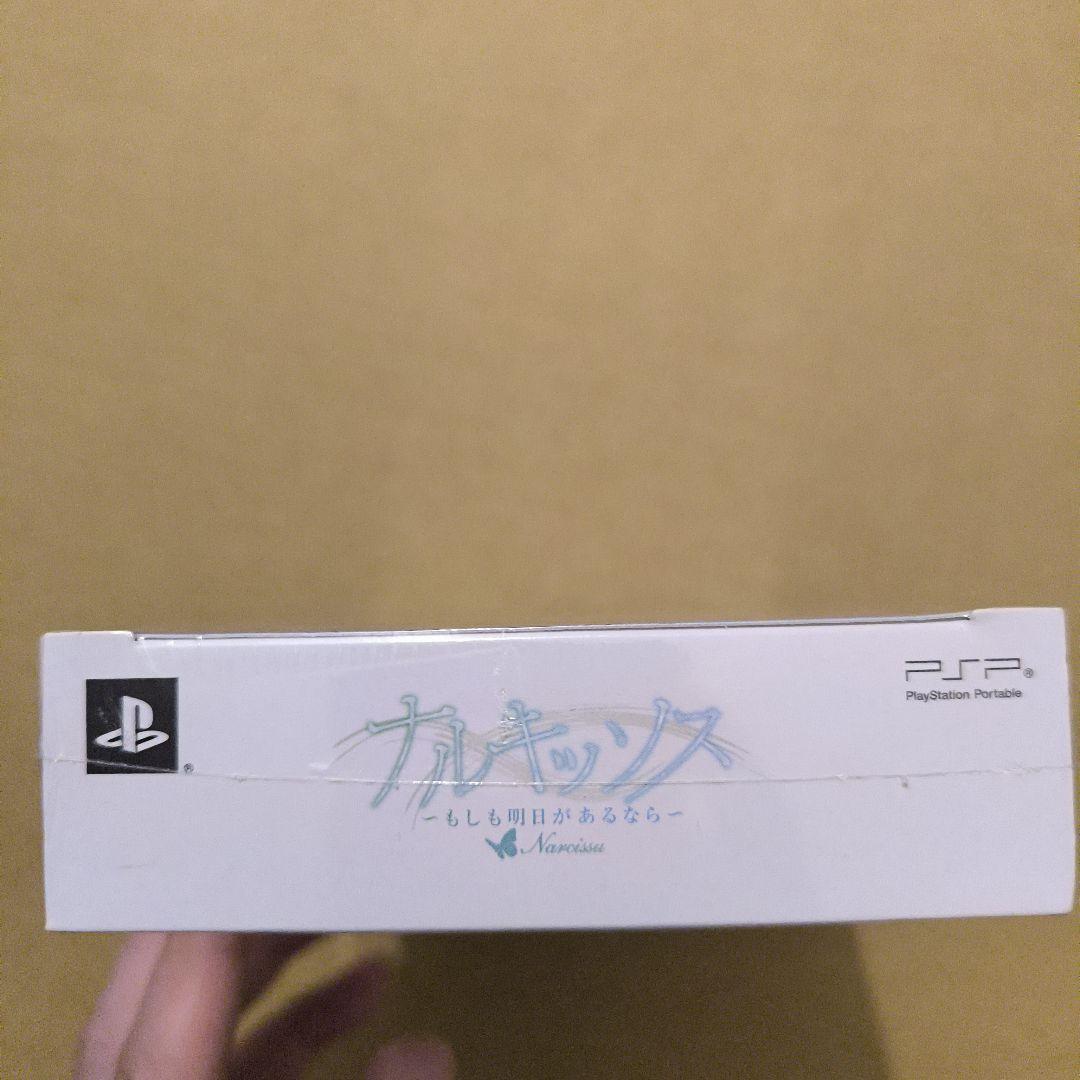 PSP®
PlayStation Portable
®
ナルキッソス
～もしも明日があるなら～
Narcissu